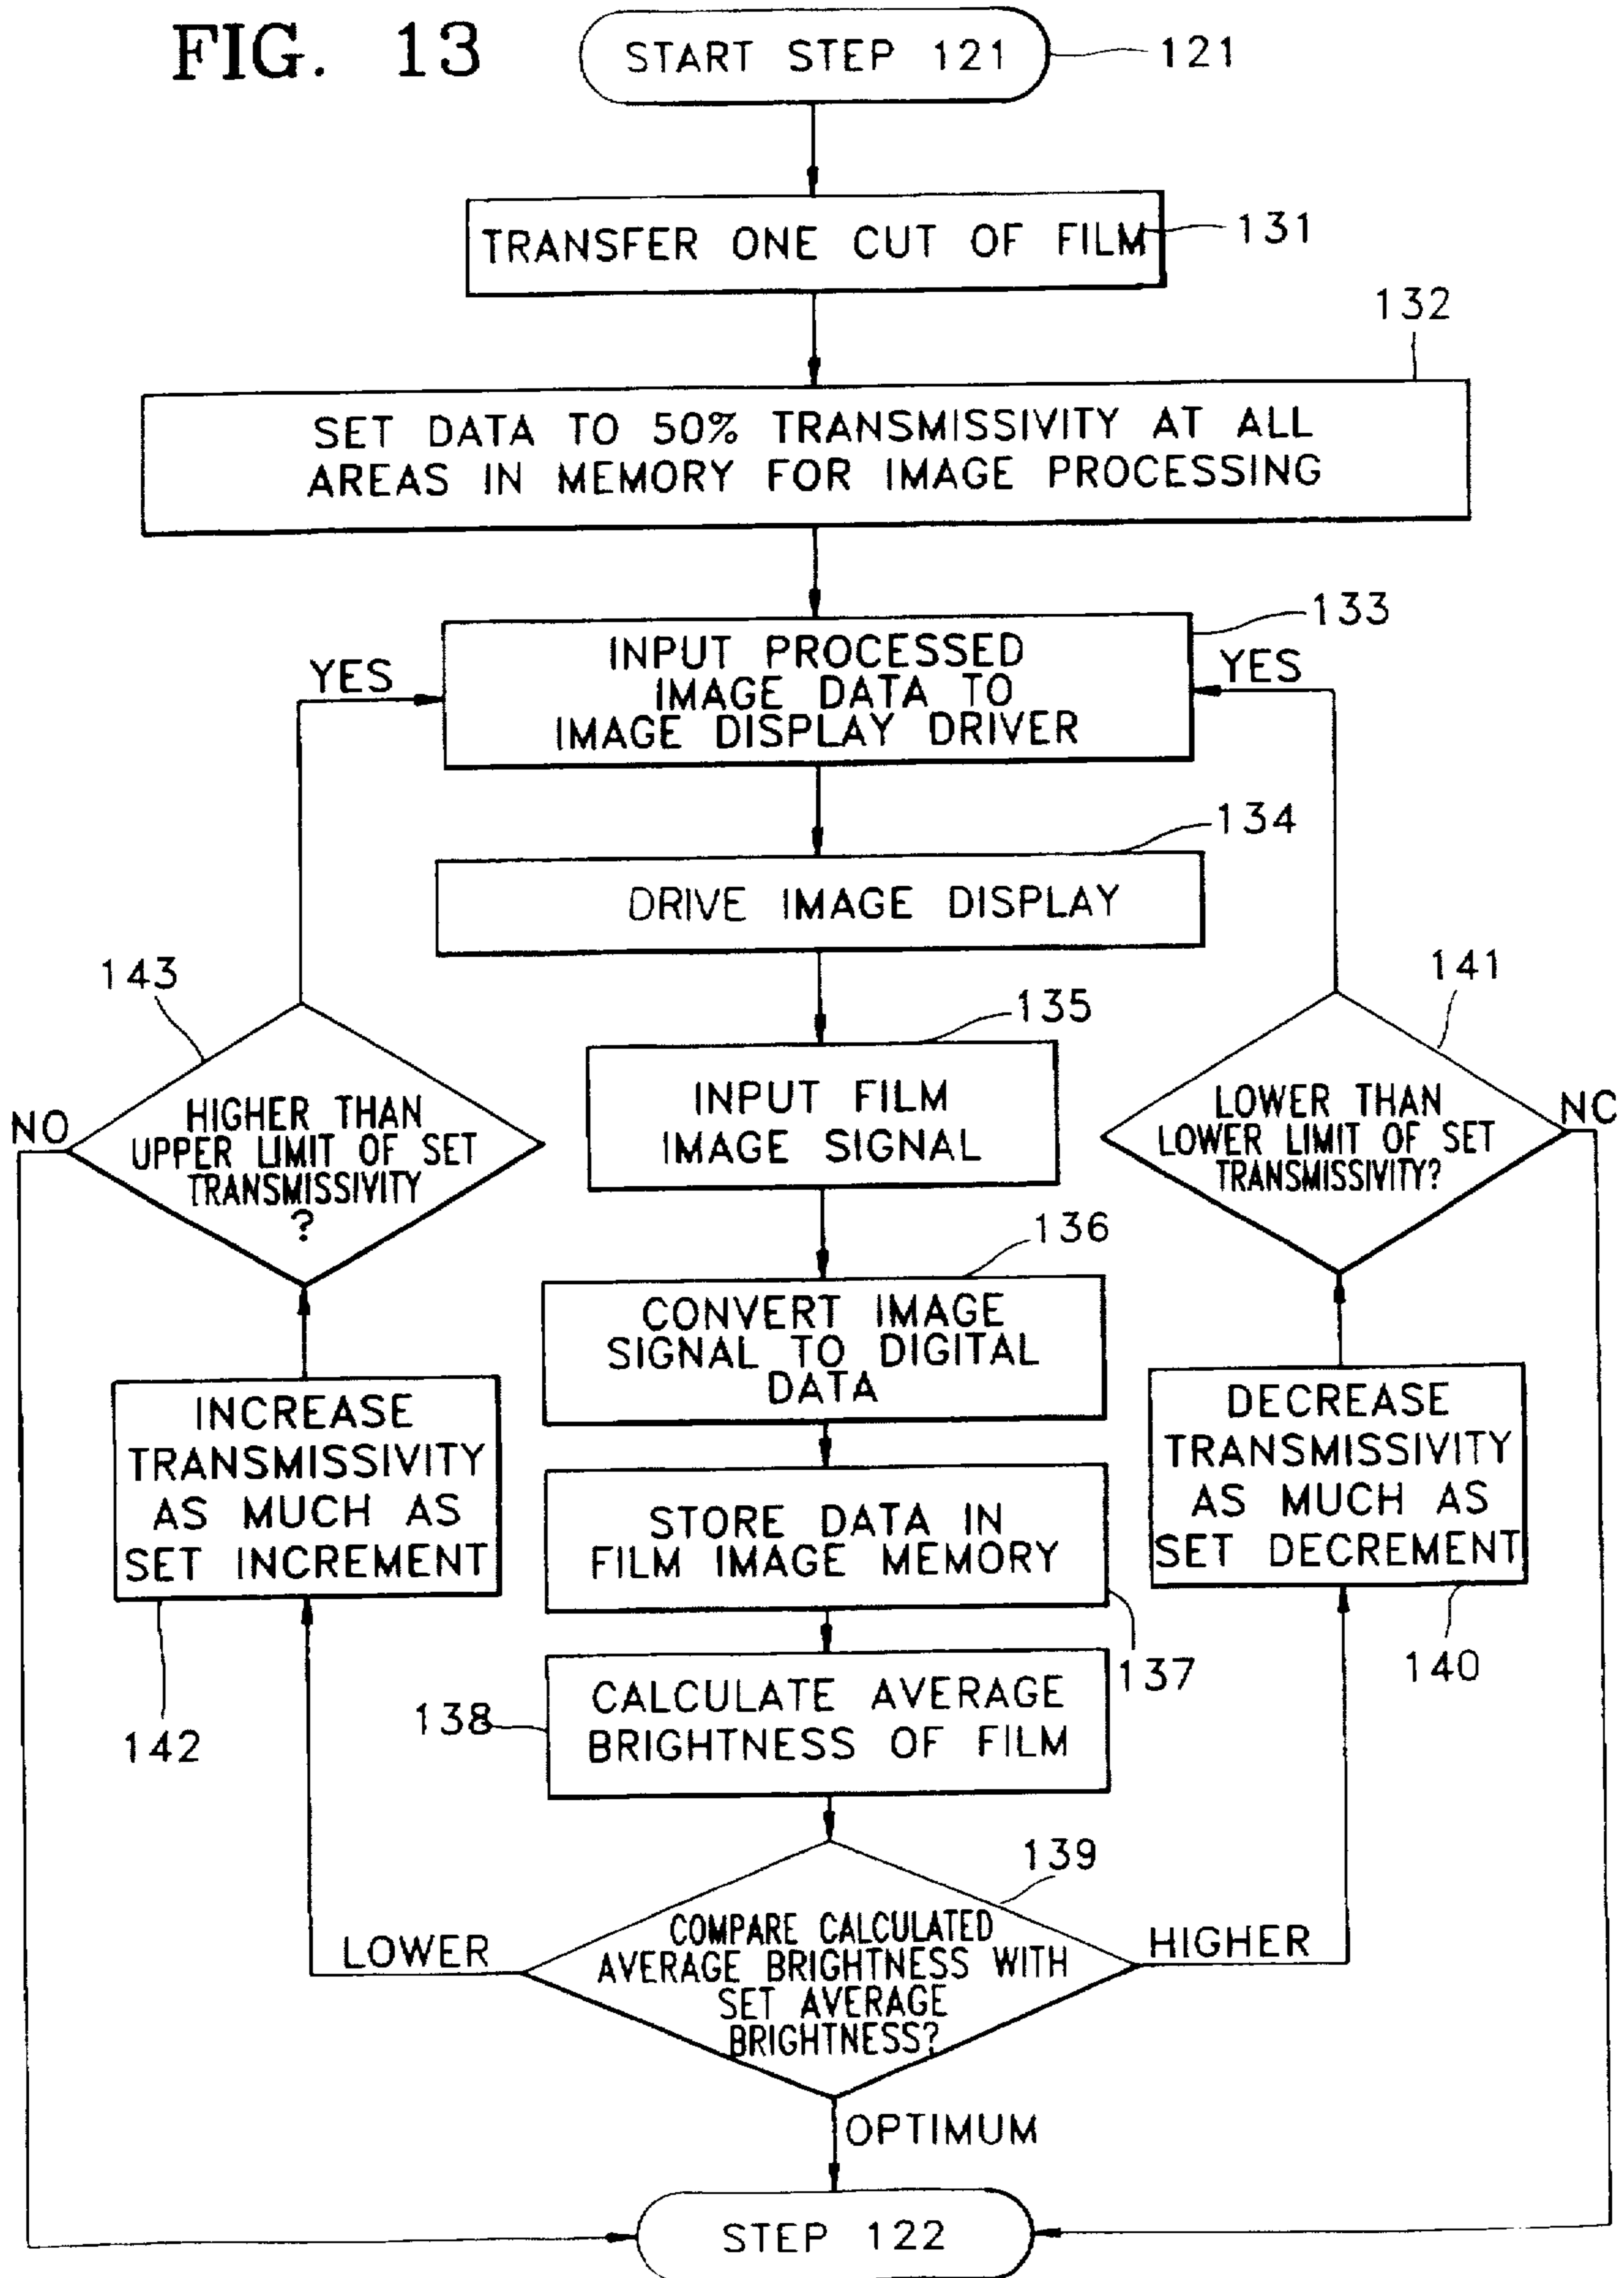 FIG. 13
START STEP 121
121
TRANSFER ONE CUT OF FILM
131
132
SET DATA TO 50% TRANSMISSIVITY AT ALL
AREAS IN MEMORY FOR IMAGE PROCESSING
133
YES
INPUT PROCESSED
IMAGE DATA TO
IMAGE DISPLAY DRIVER
YES
134
DRIVE IMAGE DISPLAY
143
135
141
NO
HIGHER THAN
UPPER LIMIT OF SET
TRANSMISSIVITY
?
INPUT FILM
IMAGE SIGNAL
LOWER THAN
LOWER LIMIT OF SET
TRANSMISSIVITY?
NC
136
CONVERT IMAGE
SIGNAL TO DIGITAL
DATA
INCREASE
TRANSMISSIVITY
AS MUCH AS
SET INCREMENT
142
STORE DATA IN
FILM IMAGE MEMORY
137
DECREASE
TRANSMISSIVITY
AS MUCH AS
SET DECREMENT
140
138
CALCULATE AVERAGE
BRIGHTNESS OF FILM
139
LOWER
COMPARE CALCULATED
AVERAGE BRIGHTNESS WITH
SET AVERAGE
BRIGHTNESS?
HIGHER
OPTIMUM
STEP 122